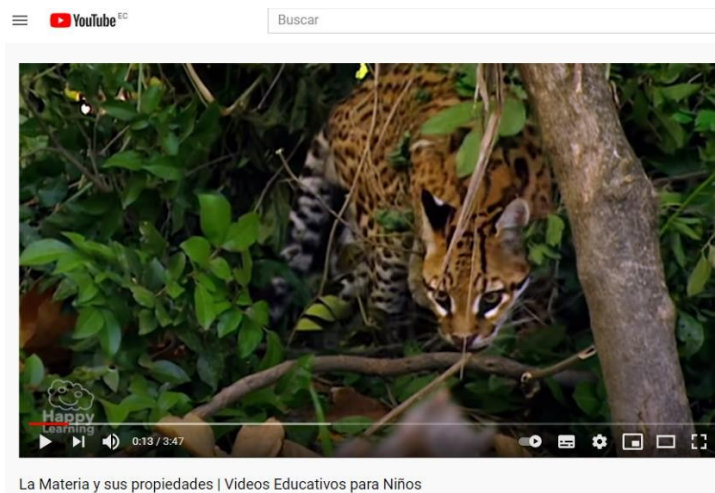 YouTube EC
Buscar
Happy
Learning
0:13 / 3:47
La Materia y sus propiedades | Videos Educativos para Niños